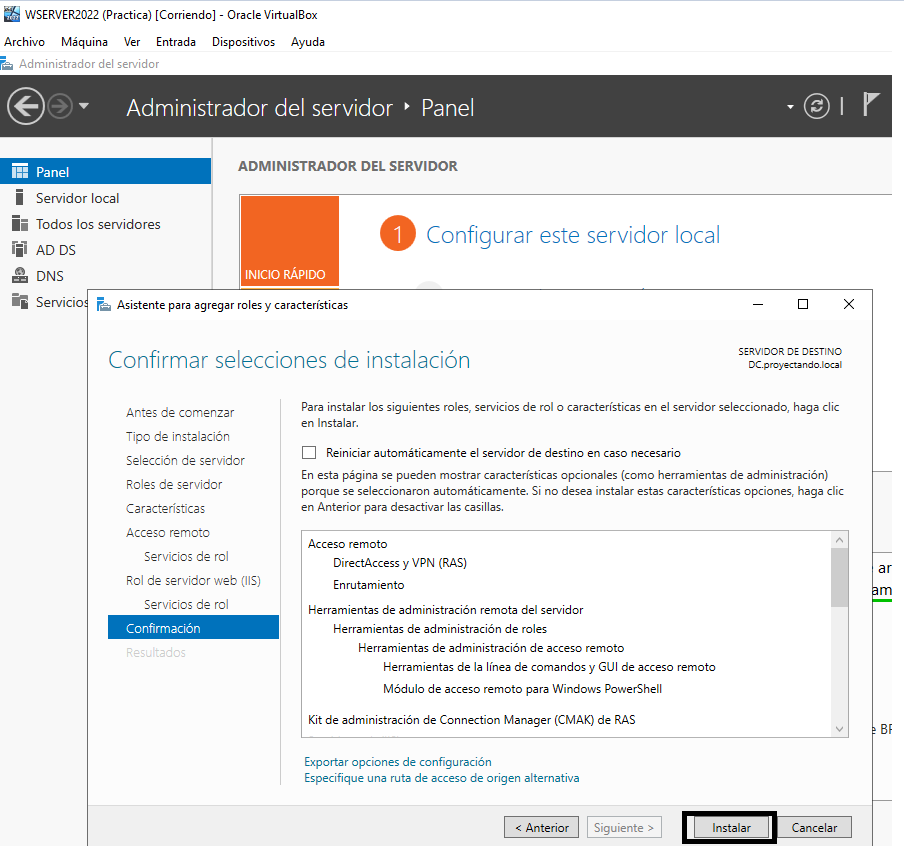 WSERVER2022 (Practica) [Corriendo] - Oracle VirtualBox
Archivo Máquina Ver Entrada Dispositivos Ayuda
Administrador del servidor
Administrador del servidor ‣ Panel
Panel
Servidor local
Todos los servidores
AD DS
DNS
Servicios
ADMINISTRADOR DEL SERVIDOR
INICIO RÁPIDO
1 Configurar este servidor local
Asistente para agregar roles y características
Confirmar selecciones de instalación
SERVIDOR DE DESTINO
DC.proyectando.local
Antes de comenzar
Tipo de instalación
Selección de servidor
Roles de servidor
Características
Acceso remoto
Servicios de rol
Rol de servidor web (IIS)
Servicios de rol
Confirmación
Resultados
Para instalar los siguientes roles, servicios de rol o características en el servidor seleccionado, haga clic
en Instalar.
Reiniciar automáticamente el servidor de destino en caso necesario
En esta página se pueden mostrar características opcionales (como herramientas de administración)
porque se seleccionaron automáticamente. Si no desea instalar estas características opciones, haga clic
en Anterior para desactivar las casillas.
Acceso remoto
DirectAccess y VPN (RAS)
Enrutamiento
Herramientas de administración remota del servidor
Herramientas de administración de roles
Herramientas de administración de acceso remoto
Herramientas de la línea de comandos y GUI de acceso remoto
Módulo de acceso remoto para Windows PowerShell
Kit de administración de Connection Manager (CMAK) de RAS
Exportar opciones de configuración
Especifique una ruta de acceso de origen alternativa
< Anterior
Siguiente >
Instalar
Cancelar